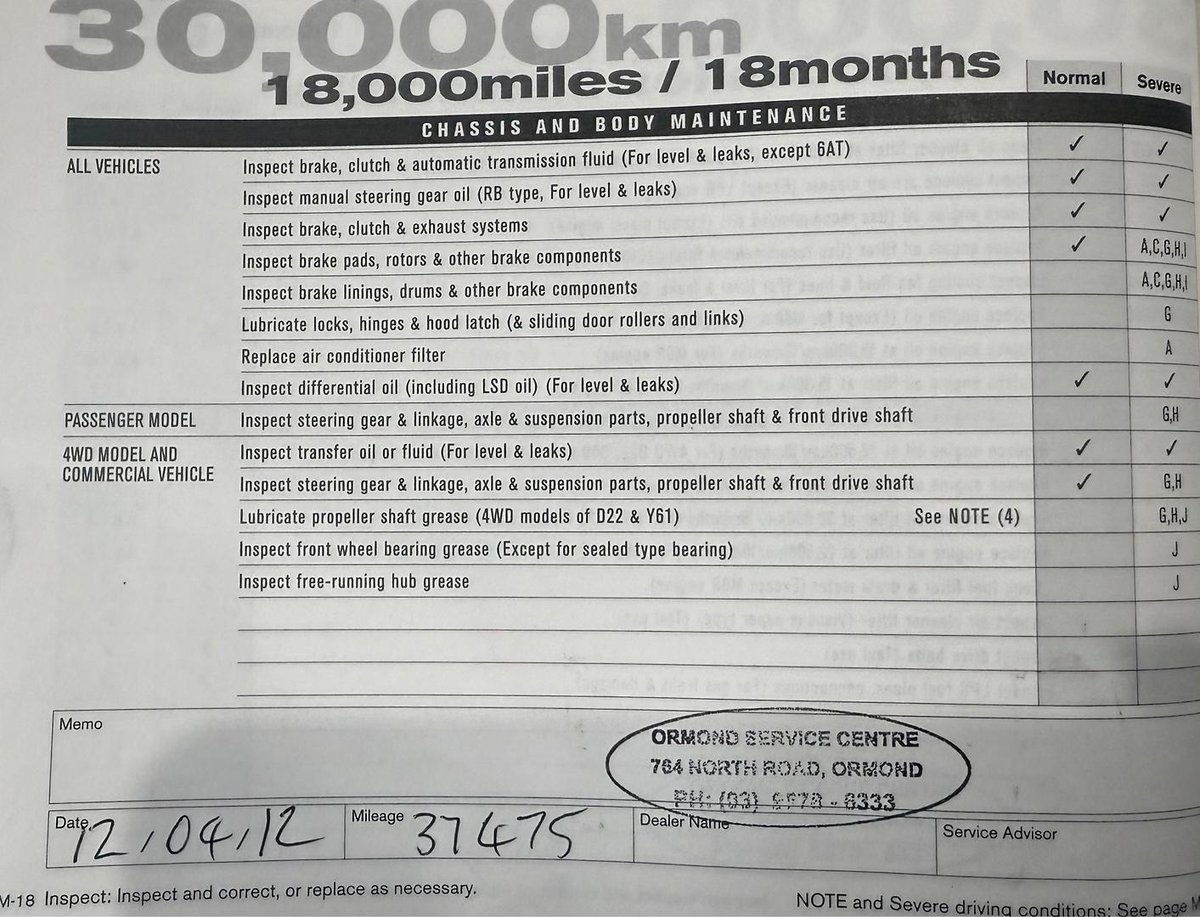 30,000km
18,000miles / 18months
Normal Severe
CHASSIS AND BODY MAINTENANCE
ALL VEHICLES Inspect brake, clutch & automatic transmission fluid (For level & leaks, except 6AT) ✓ ✓
Inspect manual steering gear oil (RB type, For level & leaks) ✓ ✓
Inspect brake, clutch & exhaust systems ✓ ✓
Inspect brake pads, rotors & other brake components ✓ A,C,G,H,I
Inspect brake linings, drums & other brake components A,C,G,H,I
Lubricate locks, hinges & hood latch (& sliding door rollers and links) G
Replace air conditioner filter A
Inspect differential oil (including LSD oil) (For level & leaks) ✓ ✓
PASSENGER MODEL Inspect steering gear & linkage, axle & suspension parts, propeller shaft & front drive shaft G,H
4WD MODEL AND Inspect transfer oil or fluid (For level & leaks) ✓ ✓
COMMERCIAL VEHICLE Inspect steering gear & linkage, axle & suspension parts, propeller shaft & front drive shaft ✓ G,H
Lubricate propeller shaft grease (4WD models of D22 & Y61) See NOTE (4) G,H,J
Inspect front wheel bearing grease (Except for sealed type bearing) J
Inspect free-running hub grease J
Memo
ORMOND SERVICE CENTRE
764 NORTH ROAD, ORMOND
PH: (03)
Date 12/04/12 Mileage 37475 Dealer Name Service Advisor
M-18 Inspect: Inspect and correct, or replace as necessary.
NOTE and Severe driving conditions: See page